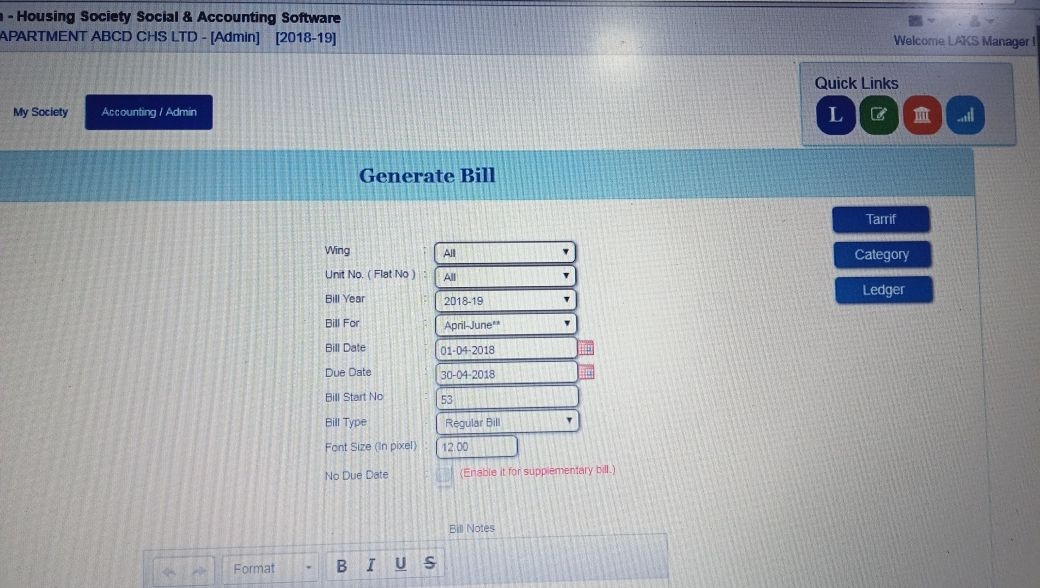 - Housing Society Social & Accounting Software
APARTMENT ABCD CHS LTD - [Admin] [2018-19]
Welcome LAKS Manager !
Quick Links
L
My Society
Accounting / Admin
Generate Bill
Tarrif
Category
Ledger
Wing : All
Unit No. ( Flat No ) : All
Bill Year : 2018-19
Bill For : April-June**
Bill Date : 01-04-2018
Due Date : 30-04-2018
Bill Start No : 53
Bill Type : Regular Bill
Font Size (In pixel) : 12.00
No Due Date : (Enable it for supplementary bill.)
Bill Notes
Format B I U S